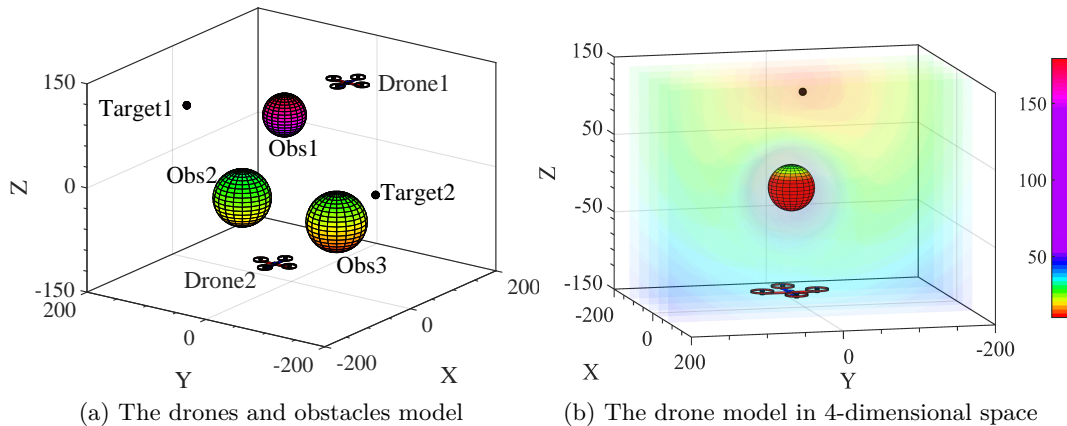 150
0
-150
Z
200
0
-200
Y
-200
0
200
X
Target1
Drone1
Obs1
Obs2
Target2
Obs3
Drone2
(a) The drones and obstacles model
150
50
-50
-150
Z
-200
0
200
X
0
-200
Y
150
100
50
(b) The drone model in 4-dimensional space